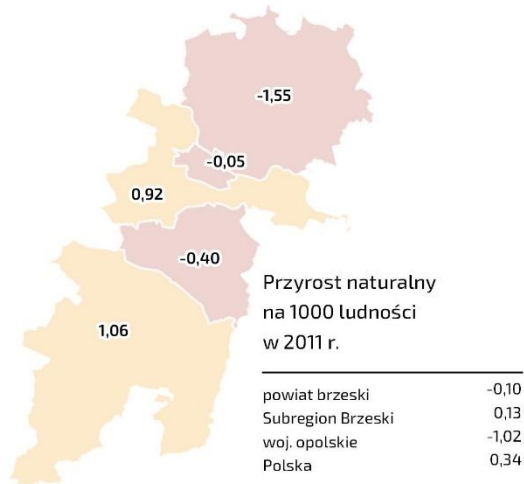 -1,55
-0,05
0,92
-0,40
1,06
Przyrost naturalny
na 1000 ludności
w 2011 r.
powiat brzeski -0,10
Subregion Brzeski 0,13
woj. opolskie -1,02
Polska 0,34